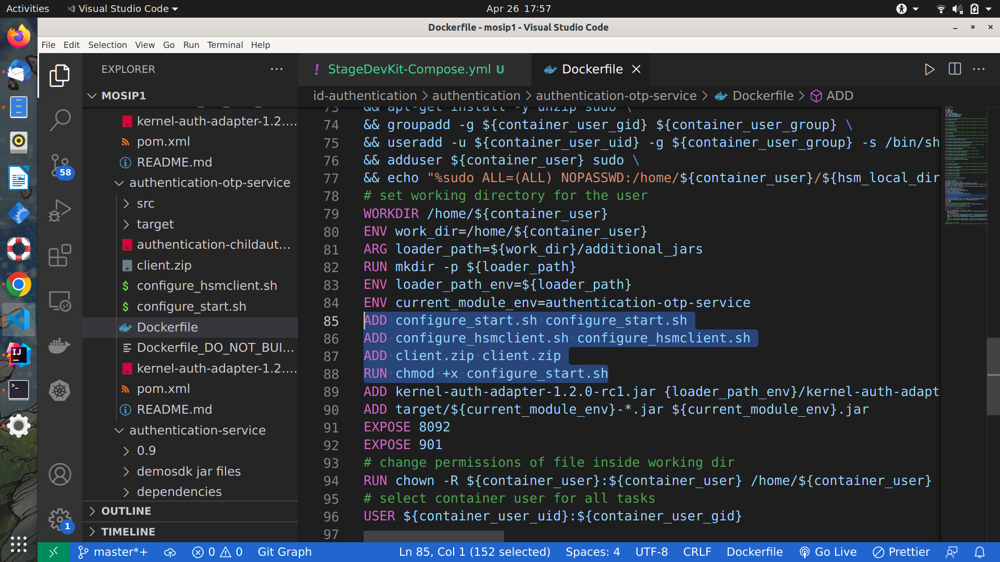 Activities
Visual Studio Code
Apr 26 17:57
Dockerfile - mosip1 - Visual Studio Code
File Edit Selection View Go Run Terminal Help
EXPLORER
StageDevKit-Compose.yml U
Dockerfile
MOSIP1
id-authentication > authentication > authentication-otp-service > Dockerfile > ADD
kernel-auth-adapter-1.2....
pom.xml
README.md
authentication-otp-service
src
target
authentication-childaut...
client.zip
configure_hsmclient.sh
configure_start.sh
Dockerfile
Dockerfile_DO_NOT_BUI...
kernel-auth-adapter-1.2....
pom.xml
README.md
authentication-service
0.9
demosdk jar files
dependencies
OUTLINE
TIMELINE
58
1
73 && apt-get install -y unzip sudo \
74 && groupadd -g ${container_user_gid} ${container_user_group} \
75 && useradd -u ${container_user_uid} -g ${container_user_group} -s /bin/sh
76 && adduser ${container_user} sudo \
77 && echo "%sudo ALL=(ALL) NOPASSWD:/home/${container_user}/${hsm_local_dir
78 # set working directory for the user
79 WORKDIR /home/${container_user}
80 ENV work_dir=/home/${container_user}
81 ARG loader_path=${work_dir}/additional_jars
82 RUN mkdir -p ${loader_path}
83 ENV loader_path_env=${loader_path}
84 ENV current_module_env=authentication-otp-service
85 ADD configure_start.sh configure_start.sh
86 ADD configure_hsmclient.sh configure_hsmclient.sh
87 ADD client.zip client.zip
88 RUN chmod +x configure_start.sh
89 ADD kernel-auth-adapter-1.2.0-rc1.jar {loader_path_env}/kernel-auth-adapt
90 ADD target/${current_module_env}-*.jar ${current_module_env}.jar
91 EXPOSE 8092
92 EXPOSE 901
93 # change permissions of file inside working dir
94 RUN chown -R ${container_user}:${container_user} /home/${container_user}
95 # select container user for all tasks
96 USER ${container_user_uid}:${container_user_gid}
97
master*+ 0 0 Git Graph Ln 85, Col 1 (152 selected) Spaces: 4 UTF-8 CRLF Dockerfile Go Live Prettier